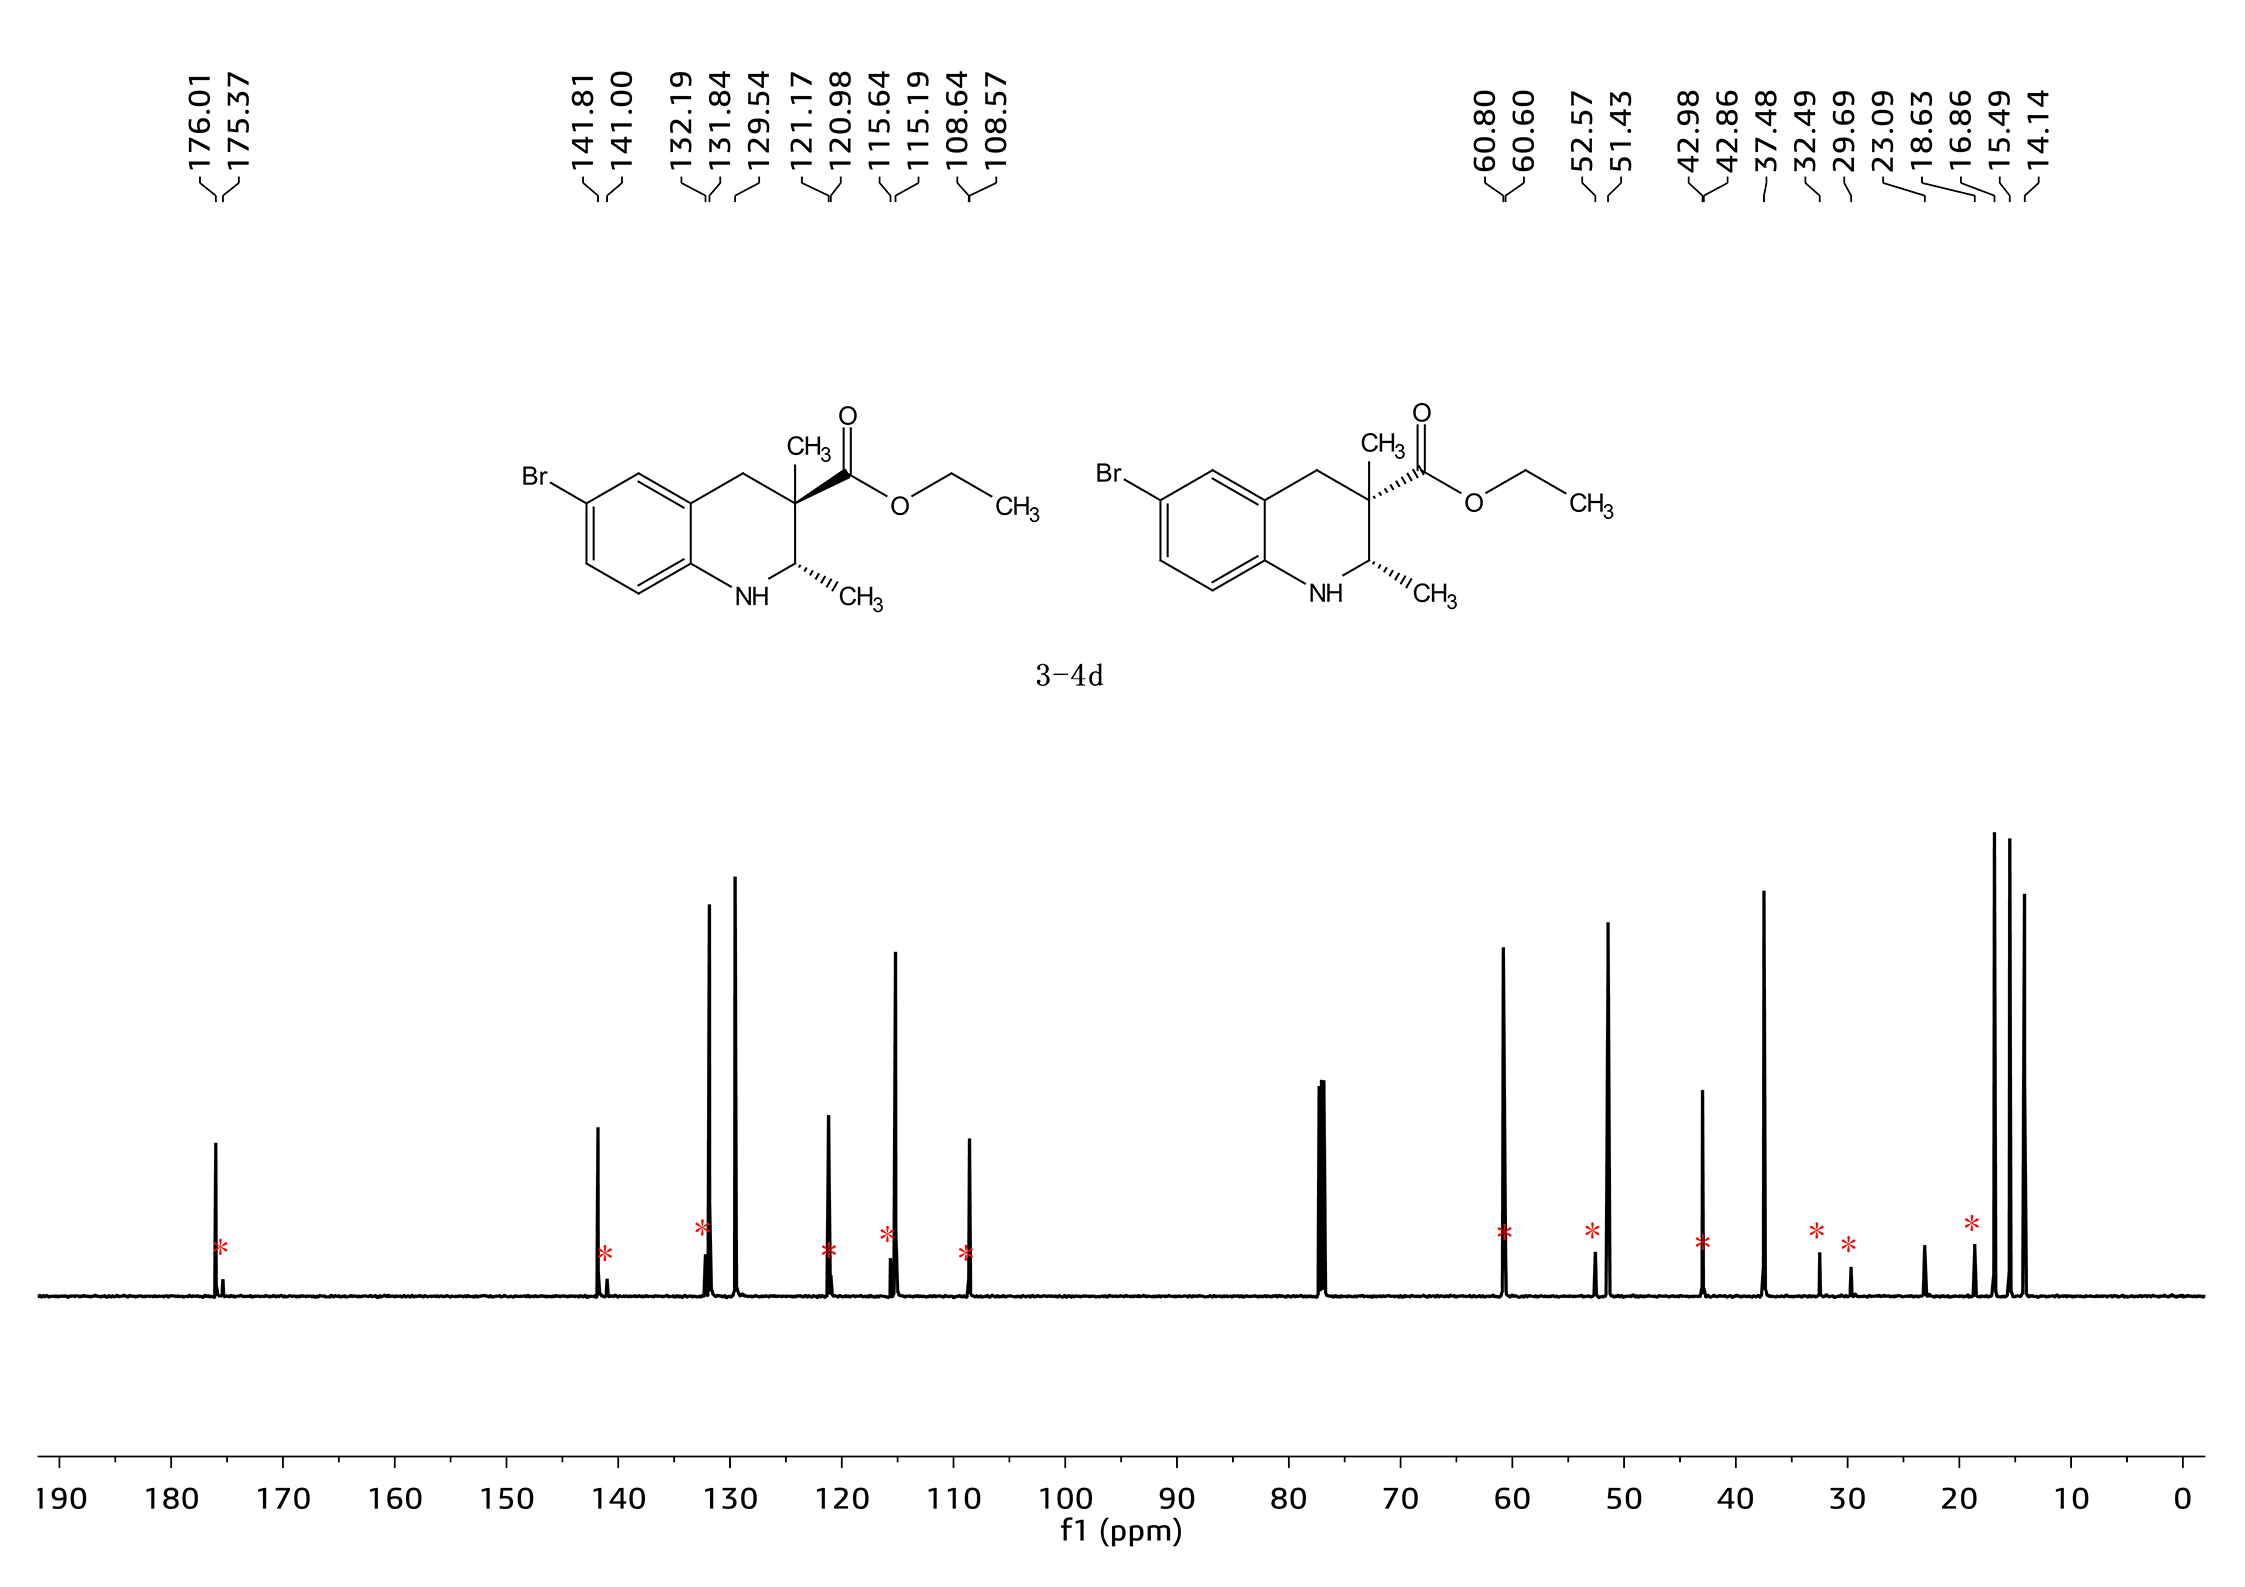 176.01
175.37
141.81
141.00
132.19
131.84
129.54
121.17
120.98
115.64
115.19
108.64
108.57
60.80
60.60
52.57
51.43
42.98
42.86
37.48
32.49
29.69
23.09
18.63
16.86
15.49
14.14
Br
CH3
O
O
CH3
NH
CH3
Br
CH3
O
O
CH3
NH
CH3
3-4d
* * * * * * * * * * * *
190 180 170 160 150 140 130 120 110 100 90 80 70 60 50 40 30 20 10 0
f1 (ppm)